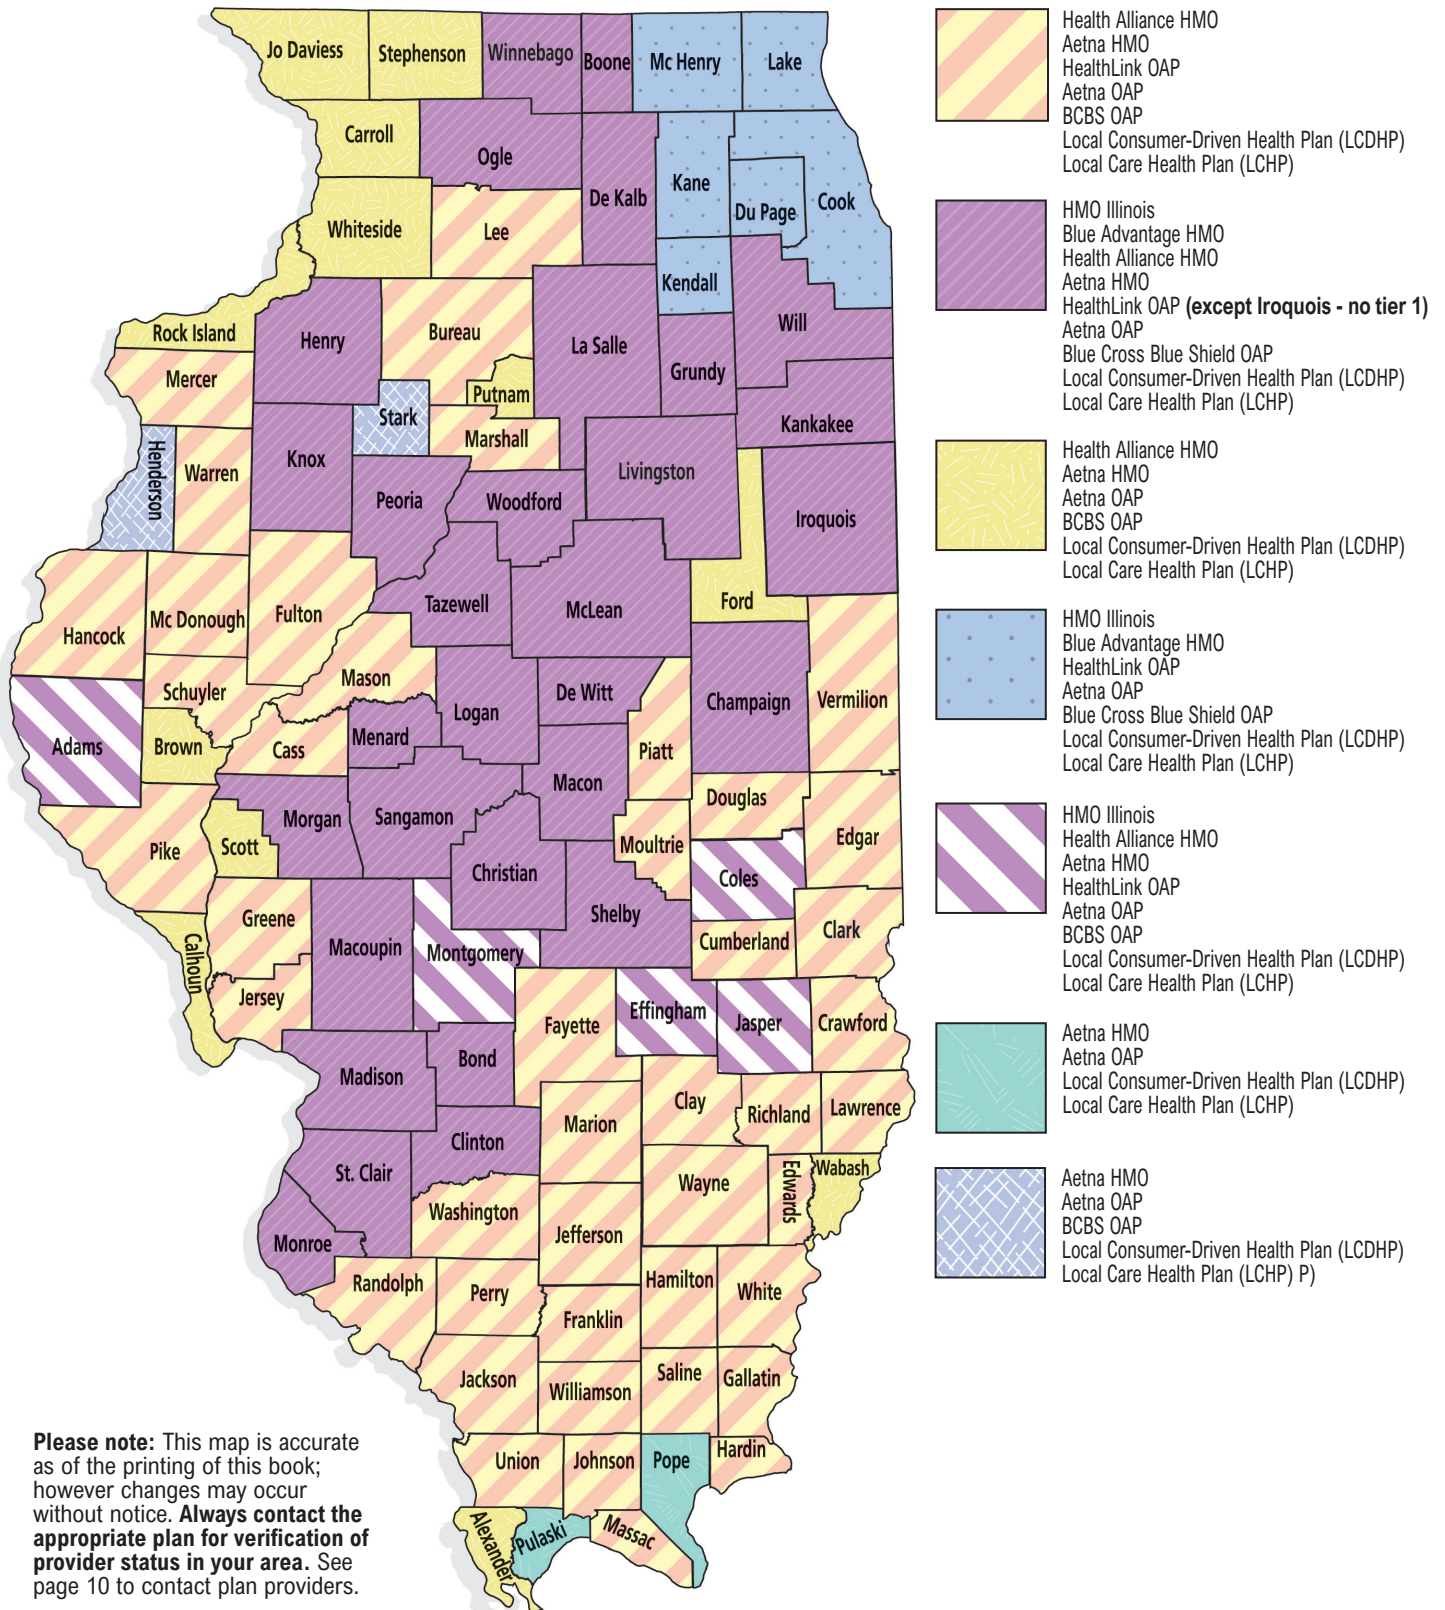 Jo Daviess
Stephenson
Winnebago
Boone
Mc Henry
Lake
Carroll
Ogle
De Kalb
Kane
Du Page
Cook
Whiteside
Lee
Kendall
Rock Island
Henry
Bureau
La Salle
Will
Grundy
Mercer
Putnam
Stark
Kankakee
Marshall
Henderson
Warren
Knox
Livingston
Peoria
Woodford
Iroquois
Hancock
Mc Donough
Fulton
Tazewell
McLean
Ford
Schuyler
Mason
Logan
De Witt
Champaign
Vermilion
Adams
Brown
Cass
Menard
Piatt
Macon
Douglas
Pike
Scott
Morgan
Sangamon
Moultrie
Edgar
Christian
Coles
Shelby
Greene
Calhoun
Macoupin
Montgomery
Cumberland
Clark
Jersey
Fayette
Effingham
Jasper
Crawford
Madison
Bond
Clay
Richland
Lawrence
Marion
Clinton
St. Clair
Wayne
Edwards
Wabash
Washington
Jefferson
Monroe
Randolph
Perry
Hamilton
White
Franklin
Jackson
Williamson
Saline
Gallatin
Union
Johnson
Pope
Hardin
Alexander
Pulaski
Massac
Health Alliance HMO
Aetna HMO
HealthLink OAP
Aetna OAP
BCBS OAP
Local Consumer-Driven Health Plan (LCDHP)
Local Care Health Plan (LCHP)
HMO Illinois
Blue Advantage HMO
Health Alliance HMO
Aetna HMO
HealthLink OAP (except Iroquois - no tier 1)
Aetna OAP
Blue Cross Blue Shield OAP
Local Consumer-Driven Health Plan (LCDHP)
Local Care Health Plan (LCHP)
Health Alliance HMO
Aetna HMO
Aetna OAP
BCBS OAP
Local Consumer-Driven Health Plan (LCDHP)
Local Care Health Plan (LCHP)
HMO Illinois
Blue Advantage HMO
HealthLink OAP
Aetna OAP
Blue Cross Blue Shield OAP
Local Consumer-Driven Health Plan (LCDHP)
Local Care Health Plan (LCHP)
HMO Illinois
Health Alliance HMO
Aetna HMO
HealthLink OAP
Aetna OAP
BCBS OAP
Local Consumer-Driven Health Plan (LCDHP)
Local Care Health Plan (LCHP)
Aetna HMO
Aetna OAP
Local Consumer-Driven Health Plan (LCDHP)
Local Care Health Plan (LCHP)
Aetna HMO
Aetna OAP
BCBS OAP
Local Consumer-Driven Health Plan (LCDHP)
Local Care Health Plan (LCHP) P)
Please note: This map is accurate
as of the printing of this book;
however changes may occur
without notice. Always contact the
appropriate plan for verification of
provider status in your area. See
page 10 to contact plan providers.